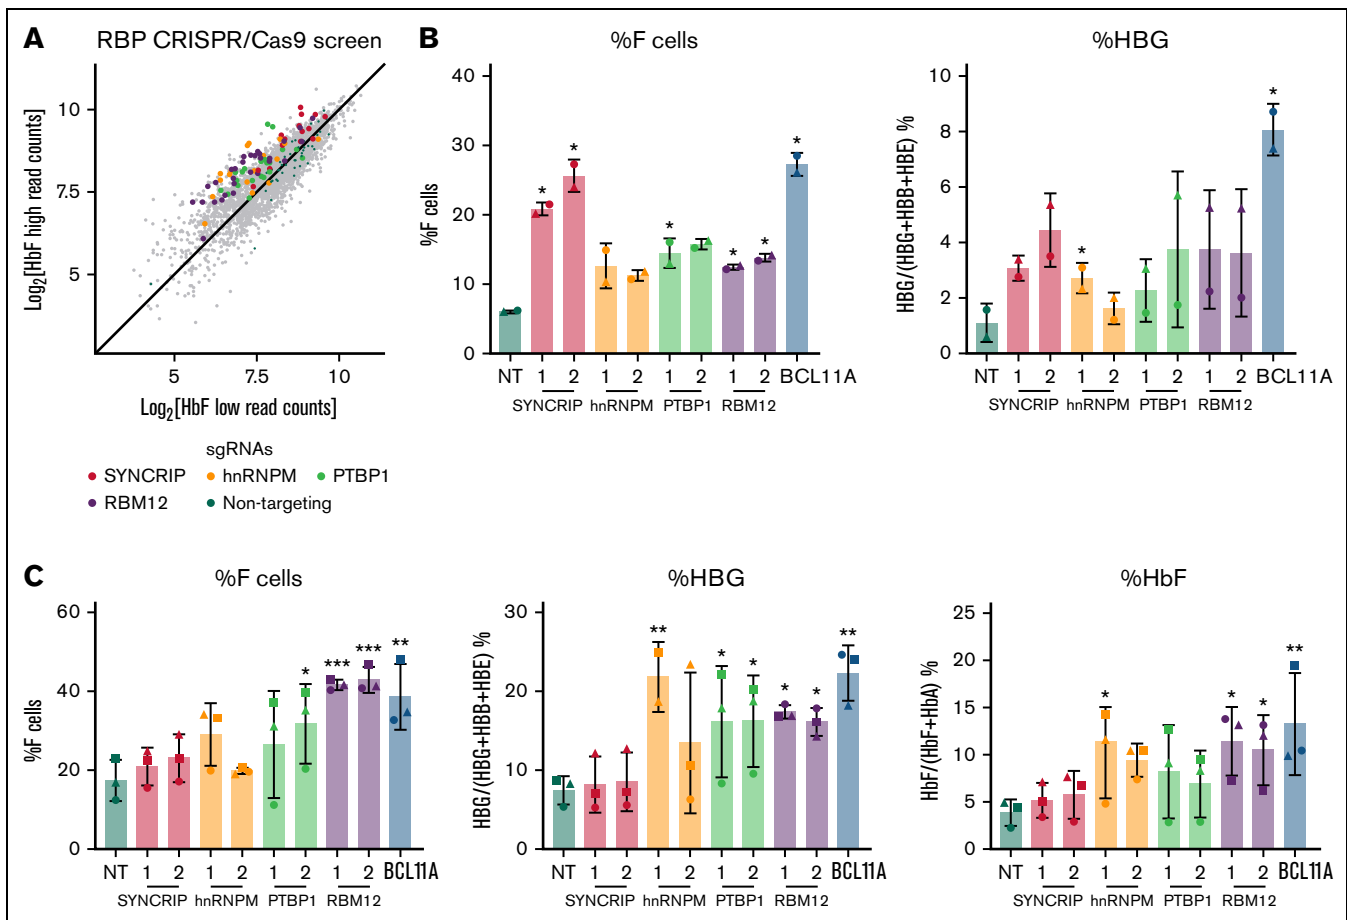 A
RBP CRISPR/Cas9 screen
Log2[HbF high read counts]
10
7.5
5
5 7.5 10
Log2[HbF low read counts]
sgRNAs
SYNCRIP hnRNPM PTBP1
RBM12 Non-targeting
B
%F cells
%F cells
40
30
20
10
0
* * * * * *
NT 1 2 1 2 1 2 1 2 BCL11A
SYNCRIP hnRNPM PTBP1 RBM12
%HBG
HBG/(HBG+HBB+HBE) %
10
8
6
4
2
0
* *
NT 1 2 1 2 1 2 1 2 BCL11A
SYNCRIP hnRNPM PTBP1 RBM12
C
%F cells
%F cells
60
40
20
0
* *** *** **
NT 1 2 1 2 1 2 1 2 BCL11A
SYNCRIP hnRNPM PTBP1 RBM12
%HBG
HBG/(HBG+HBB+HBE) %
30
20
10
0
** * * * * **
NT 1 2 1 2 1 2 1 2 BCL11A
SYNCRIP hnRNPM PTBP1 RBM12
%HbF
HbF/(HbF+HbA) %
25
20
15
10
5
0
* * * **
NT 1 2 1 2 1 2 1 2 BCL11A
SYNCRIP hnRNPM PTBP1 RBM12